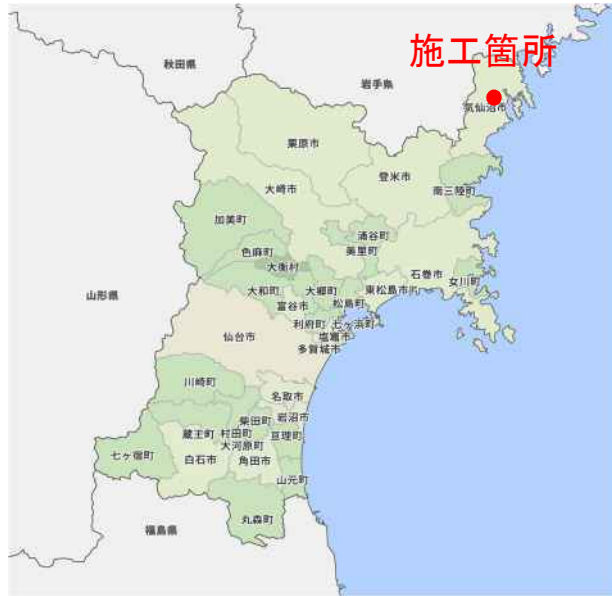 施工箇所
秋田県
岩手県
気仙沼市
栗原市
登米市
大崎市
南三陸町
加美町
涌谷町
色麻町
美里町
大衡村
石巻市
女川町
大和町
大郷町
東松島市
富谷市
松島町
山形県
利府町
七ヶ浜町
仙台市
塩竈市
多賀城市
川崎町
名取市
柴田町
岩沼市
蔵王町
村田町
亘理町
大河原町
七ヶ宿町
白石市
角田市
山元町
丸森町
福島県